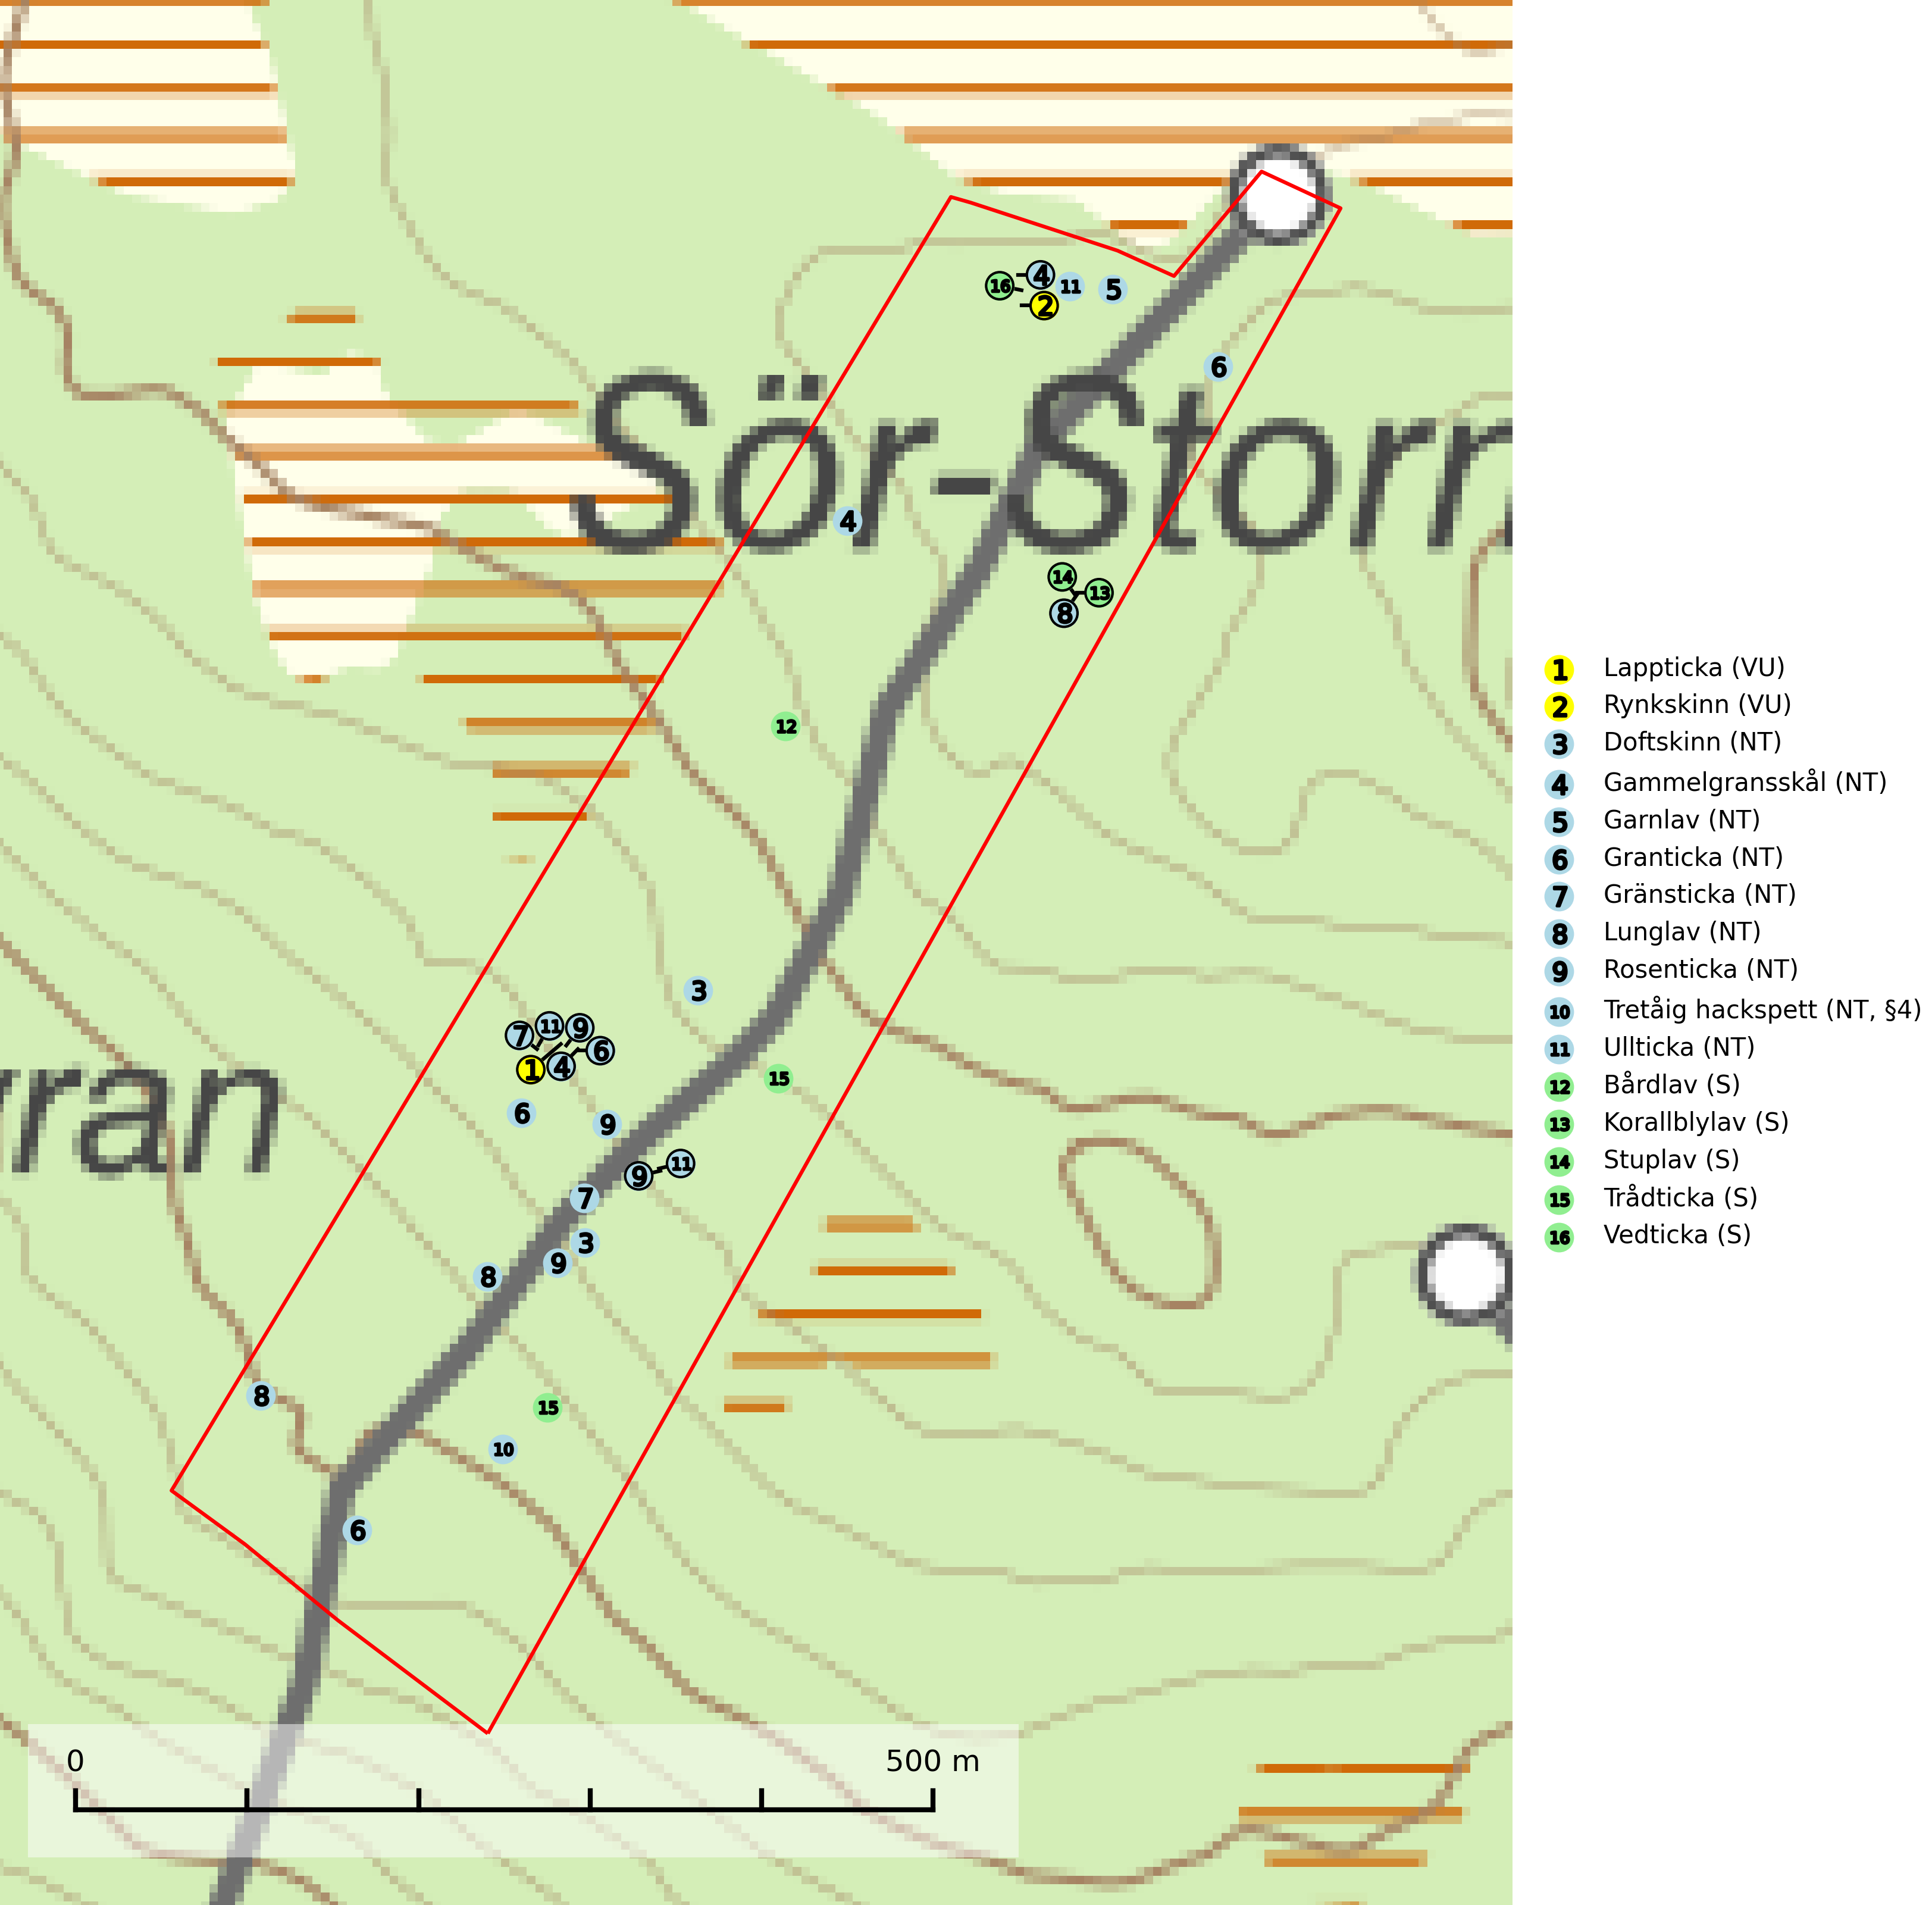 4
16
11
5
2
6
Sör-Storr
4
14
13
8
12
3
7
11
9
6
1
4
15
ran
6
9
11
9
7
3
9
8
8
15
10
6
0
500 m
1 Lappticka (VU)
2 Rynkskinn (VU)
3 Doftskinn (NT)
4 Gammelgransskål (NT)
5 Garnlav (NT)
6 Granticka (NT)
7 Gränsticka (NT)
8 Lunglav (NT)
9 Rosenticka (NT)
10 Tretåig hackspett (NT, §4)
11 Ullticka (NT)
12 Bårdlav (S)
13 Korallblylav (S)
14 Stuplav (S)
15 Trådticka (S)
16 Vedticka (S)